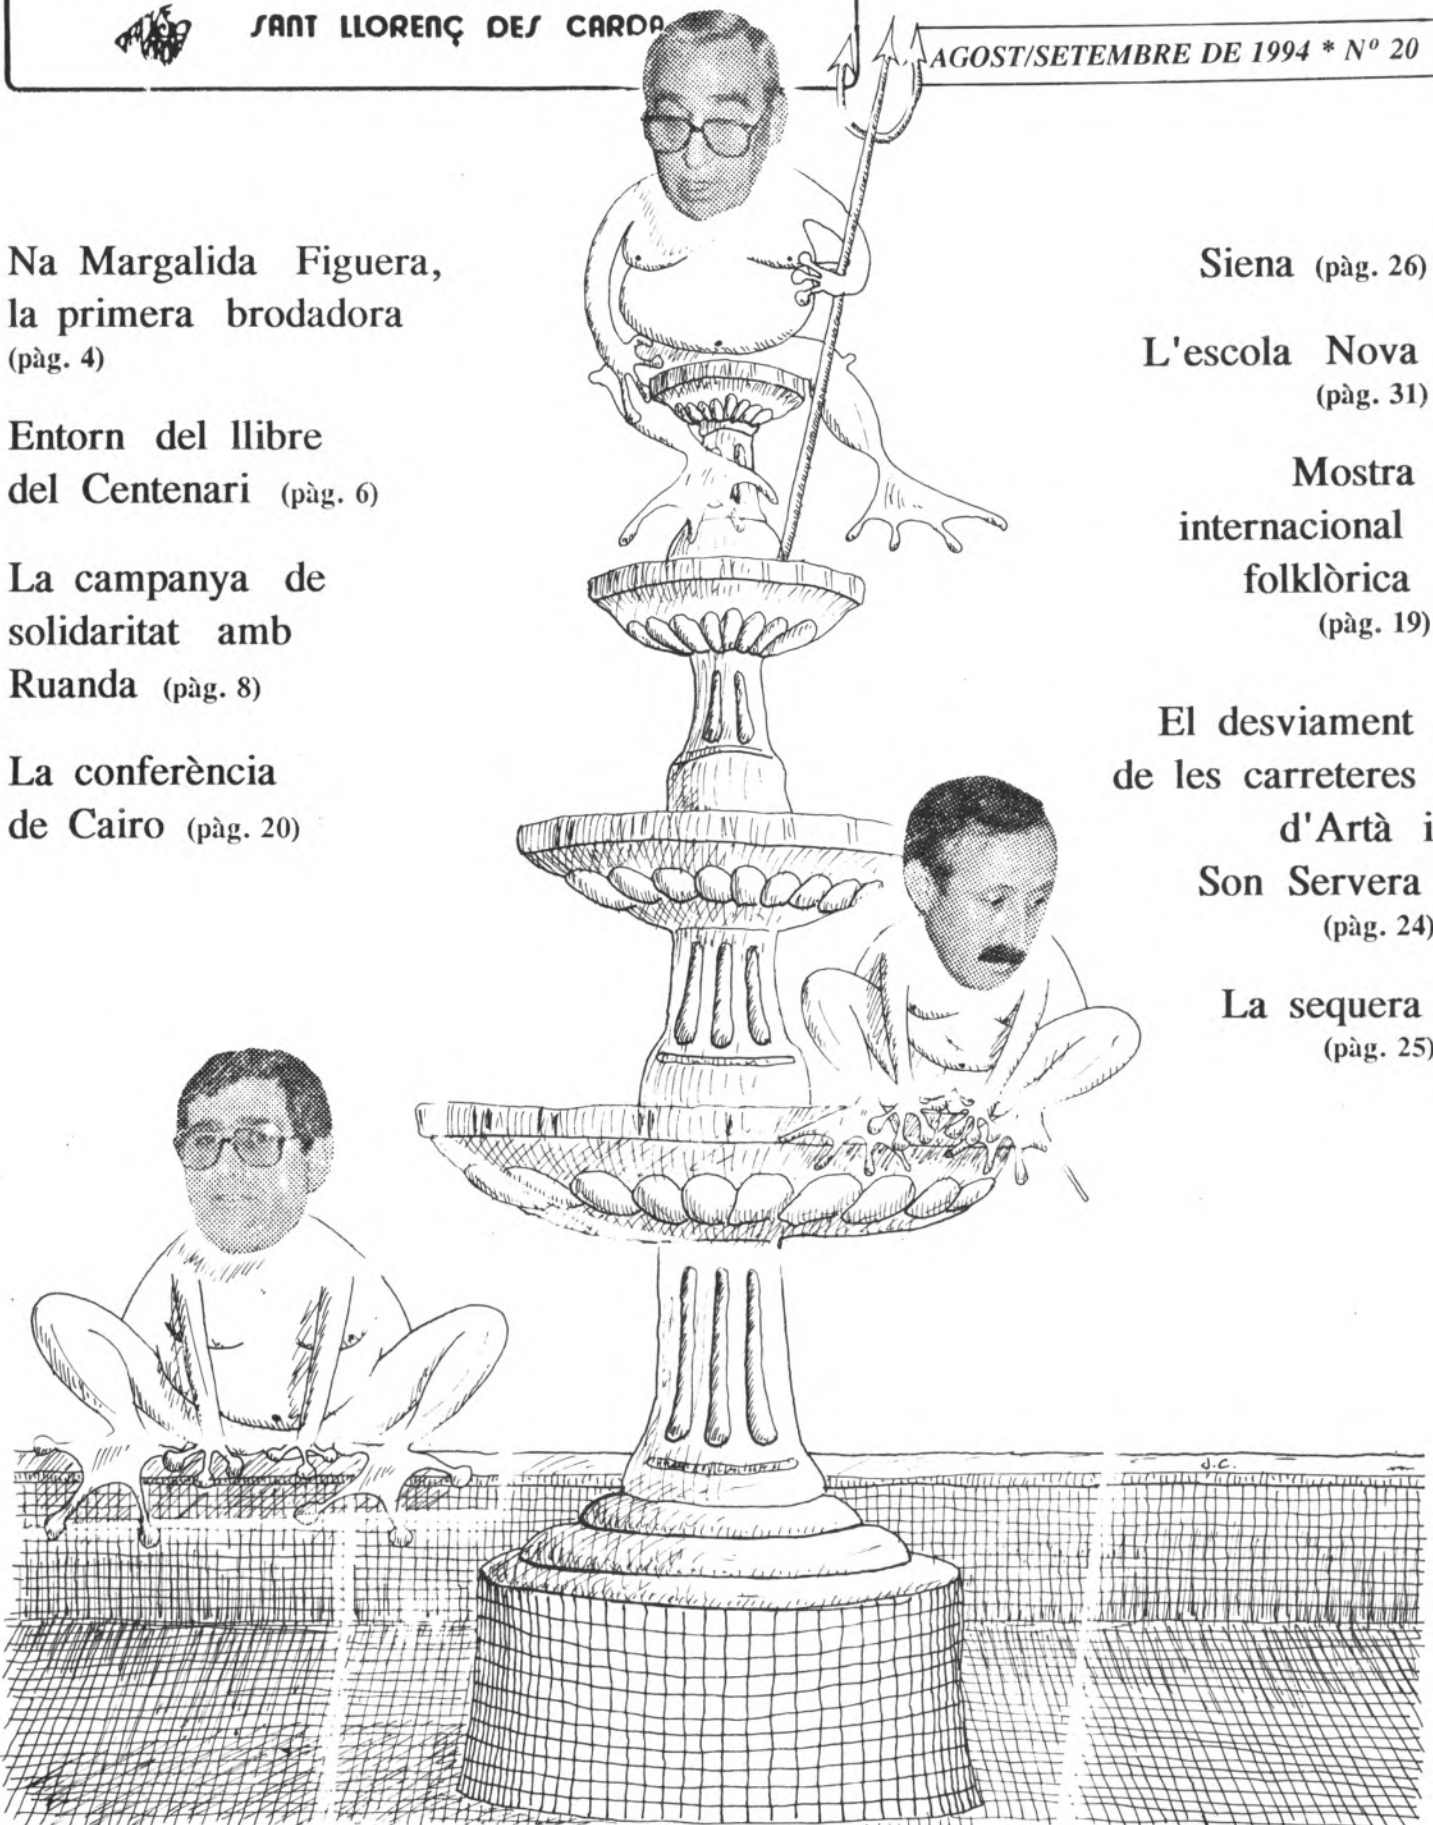 SANT LLORENÇ DES CARDA
AGOST/SETEMBRE DE 1994 * Nº 20
Na Margalida Figuera,
la primera brodadora
(pàg. 4)
Entorn del llibre
del Centenari (pàg. 6)
La campanya de
solidaritat amb
Ruanda (pàg. 8)
La conferència
de Cairo (pàg. 20)
Siena (pàg. 26)
L'escola Nova
(pàg. 31)
Mostra
internacional
folklòrica
(pàg. 19)
El desviament
de les carreteres
d'Artà i
Son Servera
(pàg. 24)
La sequera
(pàg. 25)
J.C.